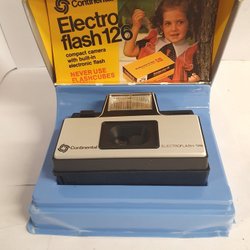 Continental
Electro
flash 126
compact camera
with built-in
electronic flash
NEVER USE
FLASHCUBES
Continental
ELECTROFLASH 126